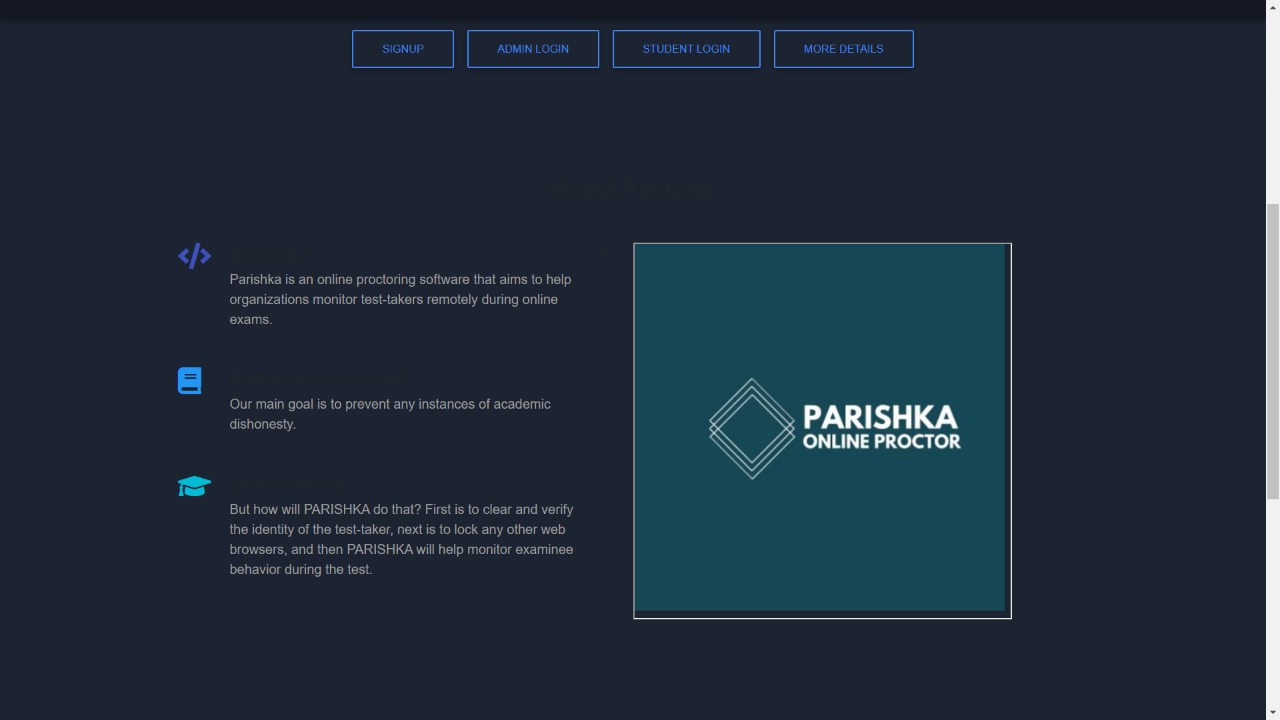 SIGNUP
ADMIN LOGIN
STUDENT LOGIN
MORE DETAILS
Parishka is an online proctoring software that aims to help
organizations monitor test-takers remotely during online
exams.
Our main goal is to prevent any instances of academic
dishonesty.
But how will PARISHKA do that? First is to clear and verify
the identity of the test-taker, next is to lock any other web
browsers, and then PARISHKA will help monitor examinee
behavior during the test.
PARISHKA
ONLINE PROCTOR